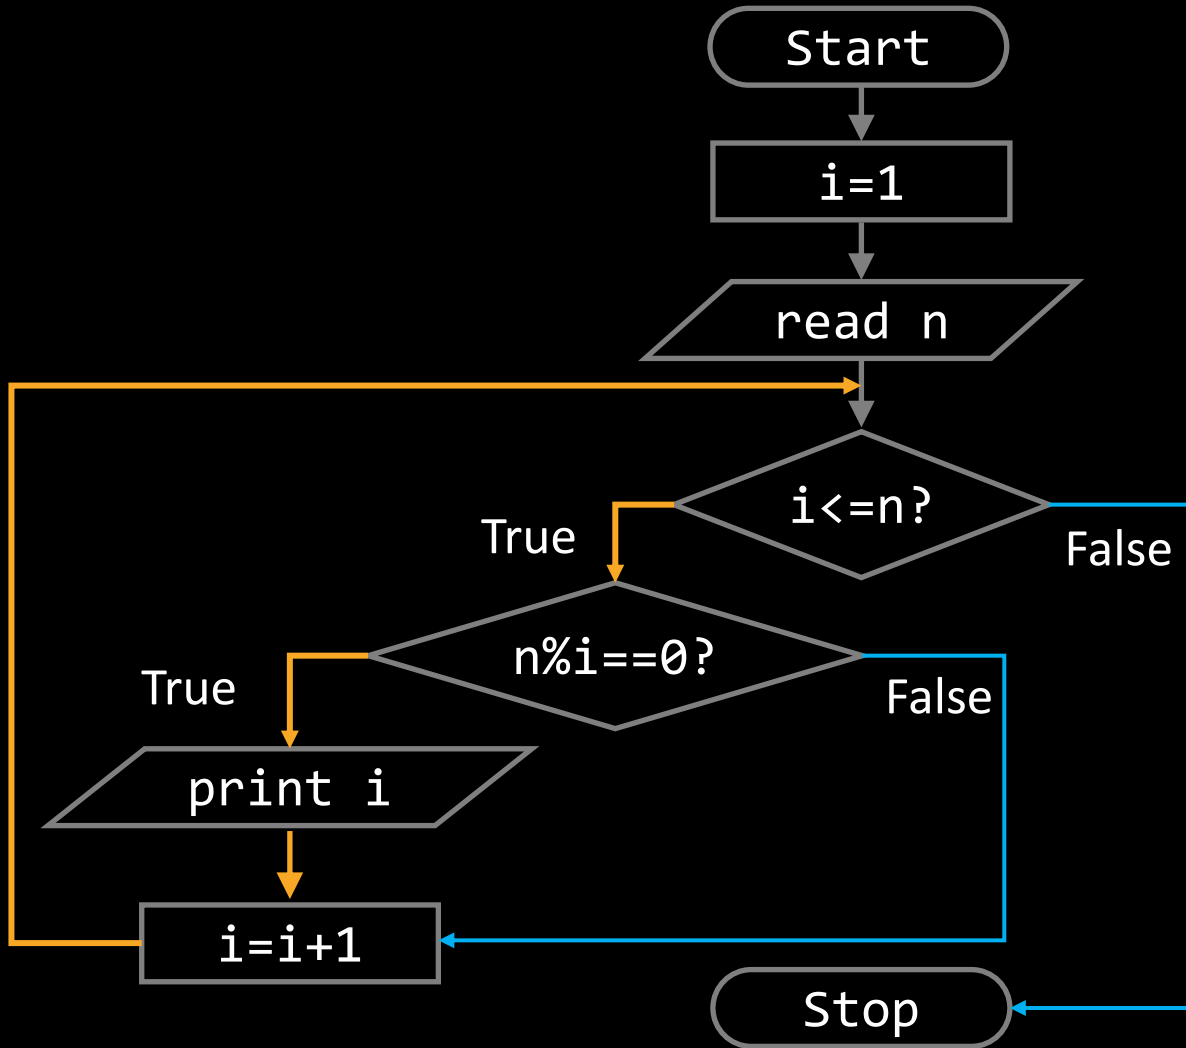 Start
i=1
read n
i<=n?
True
False
n%i==0?
True
False
print i
i=i+1
Stop